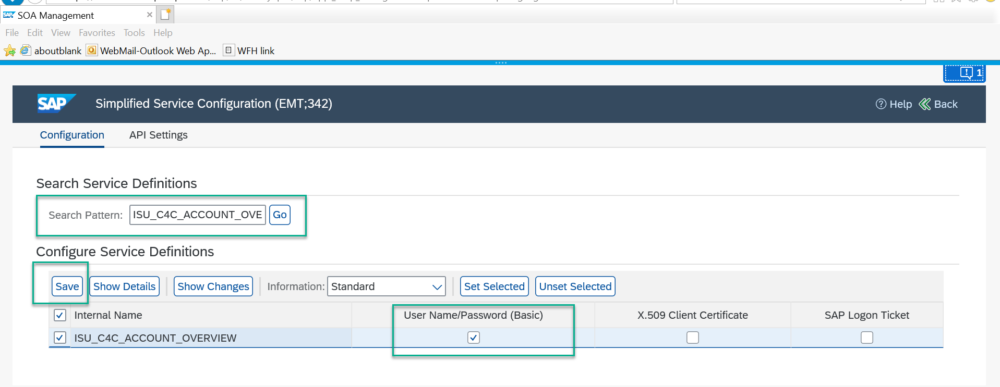 SAP SOA Management
File Edit View Favorites Tools Help
aboutblank WebMail-Outlook Web Ap... WFH link
1
SAP Simplified Service Configuration (EMT;342) Help Back
Configuration API Settings
Search Service Definitions
Search Pattern: ISU_C4C_ACCOUNT_OVE Go
Configure Service Definitions
Save Show Details Show Changes Information: Standard Set Selected Unset Selected
Internal Name User Name/Password (Basic) X.509 Client Certificate SAP Logon Ticket
ISU_C4C_ACCOUNT_OVERVIEW